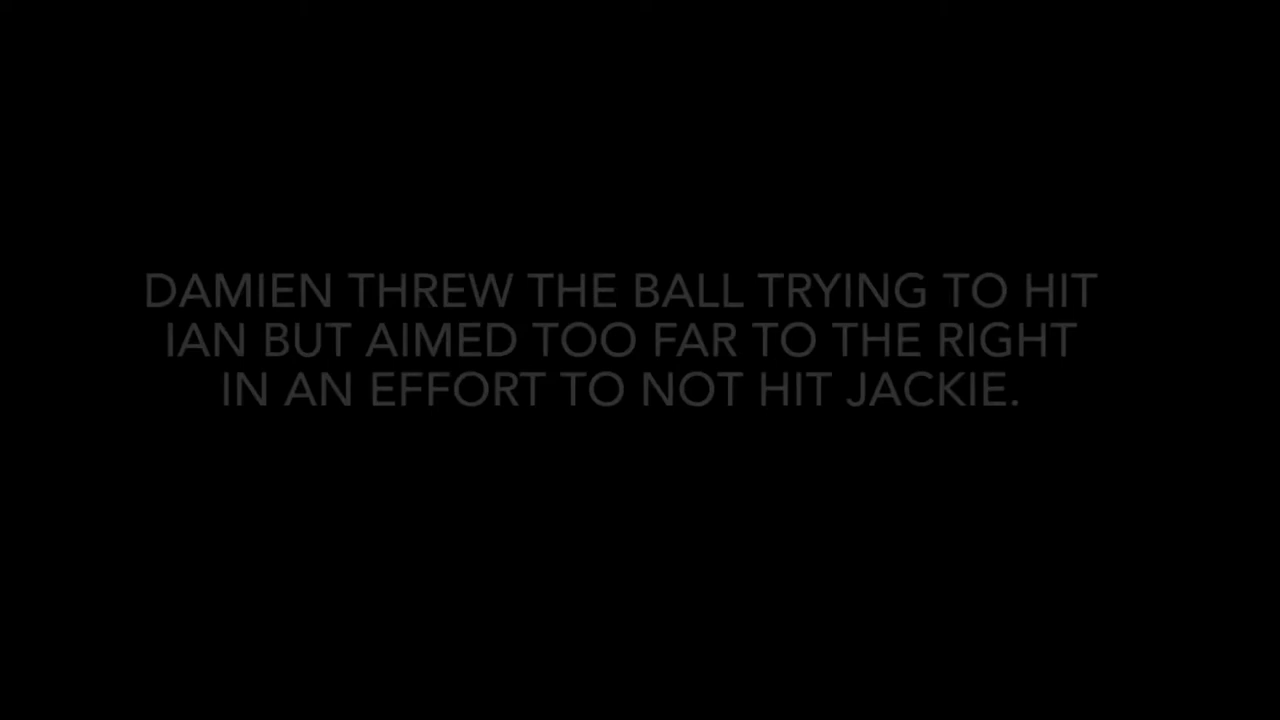 DAMIEN THREW THE BALL TRYING TO HIT
IAN BUT AIMED TOO FAR TO THE RIGHT
IN AN EFFORT TO NOT HIT JACKIE.